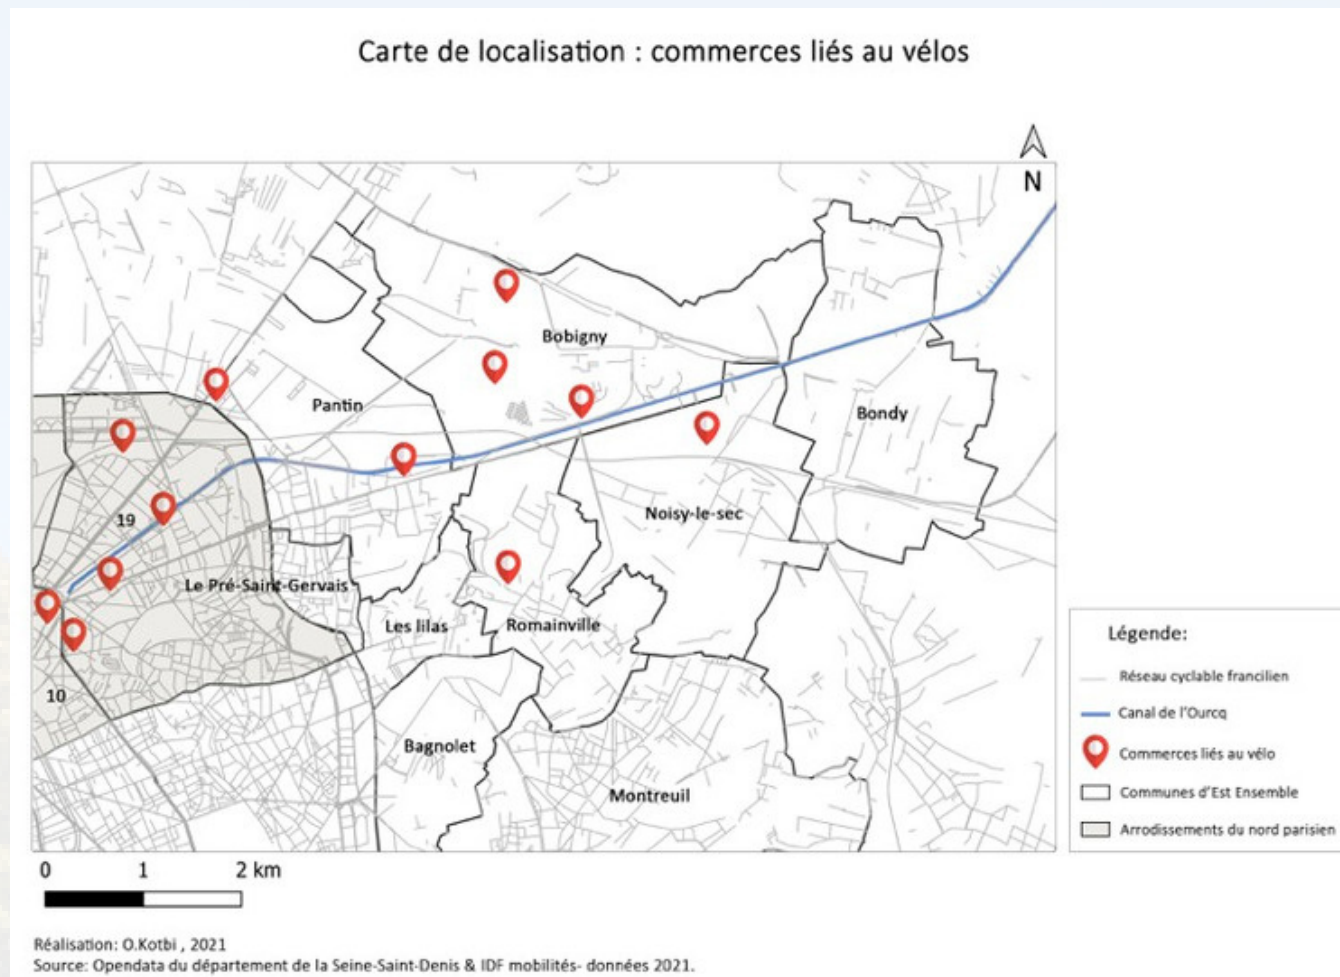 Carte de localisation : commerces liés au vélos
N
Bobigny
Pantin
Bondy
Noisy-le-sec
19
Le Pré-Saint-Gervais
Les lilas
Romainville
10
Bagnolet
Montreuil
Légende:
Réseau cyclable francilien
Canal de l'Ourcq
Commerces liés au vélo
Communes d'Est Ensemble
Arrodissements du nord parisien
0 1 2 km
Réalisation: O.Kotbi , 2021
Source: Opendata du département de la Seine-Saint-Denis & IDF mobilités- données 2021.